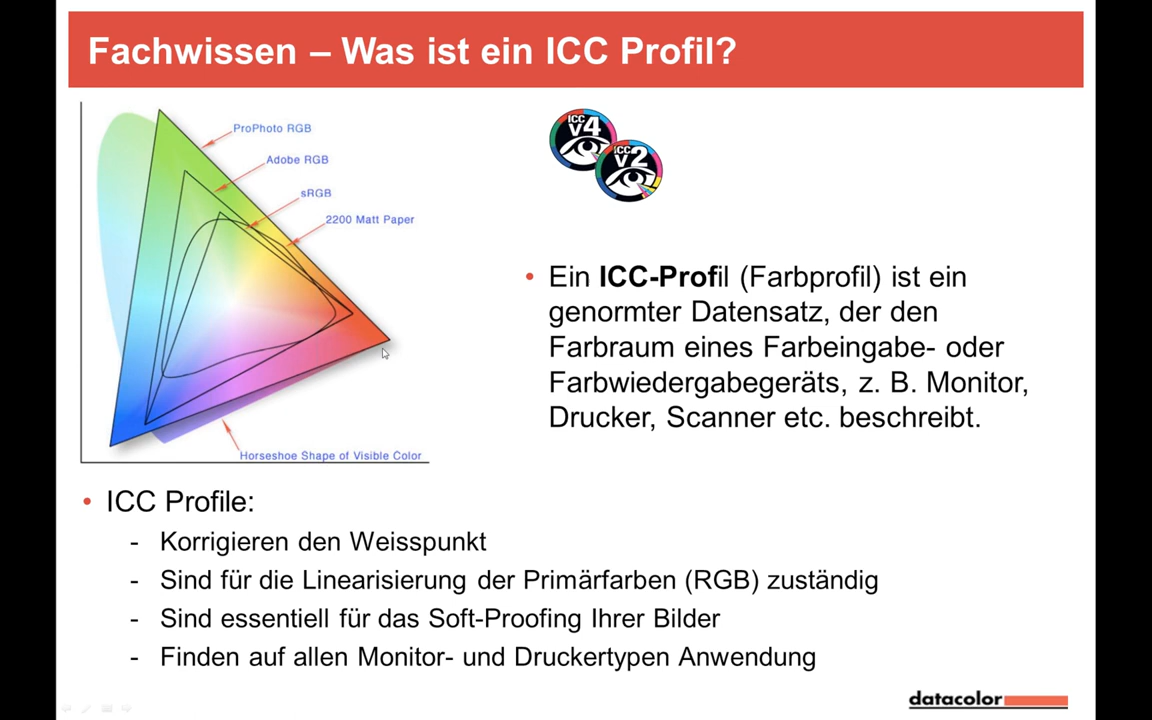 Fachwissen – Was ist ein ICC Profil?
ProPhoto RGB
Adobe RGB
sRGB
2200 Matt Paper
Horseshoe Shape of Visible Color
ICC
v4
ICC
v2
• Ein ICC-Profil (Farbprofil) ist ein
genormter Datensatz, der den
Farbraum eines Farbeingabe- oder
Farbwiedergabegeräts, z. B. Monitor,
Drucker, Scanner etc. beschreibt.
• ICC Profile:
- Korrigieren den Weisspunkt
- Sind für die Linearisierung der Primärfarben (RGB) zuständig
- Sind essentiell für das Soft-Proofing Ihrer Bilder
- Finden auf allen Monitor- und Druckertypen Anwendung
datacolor